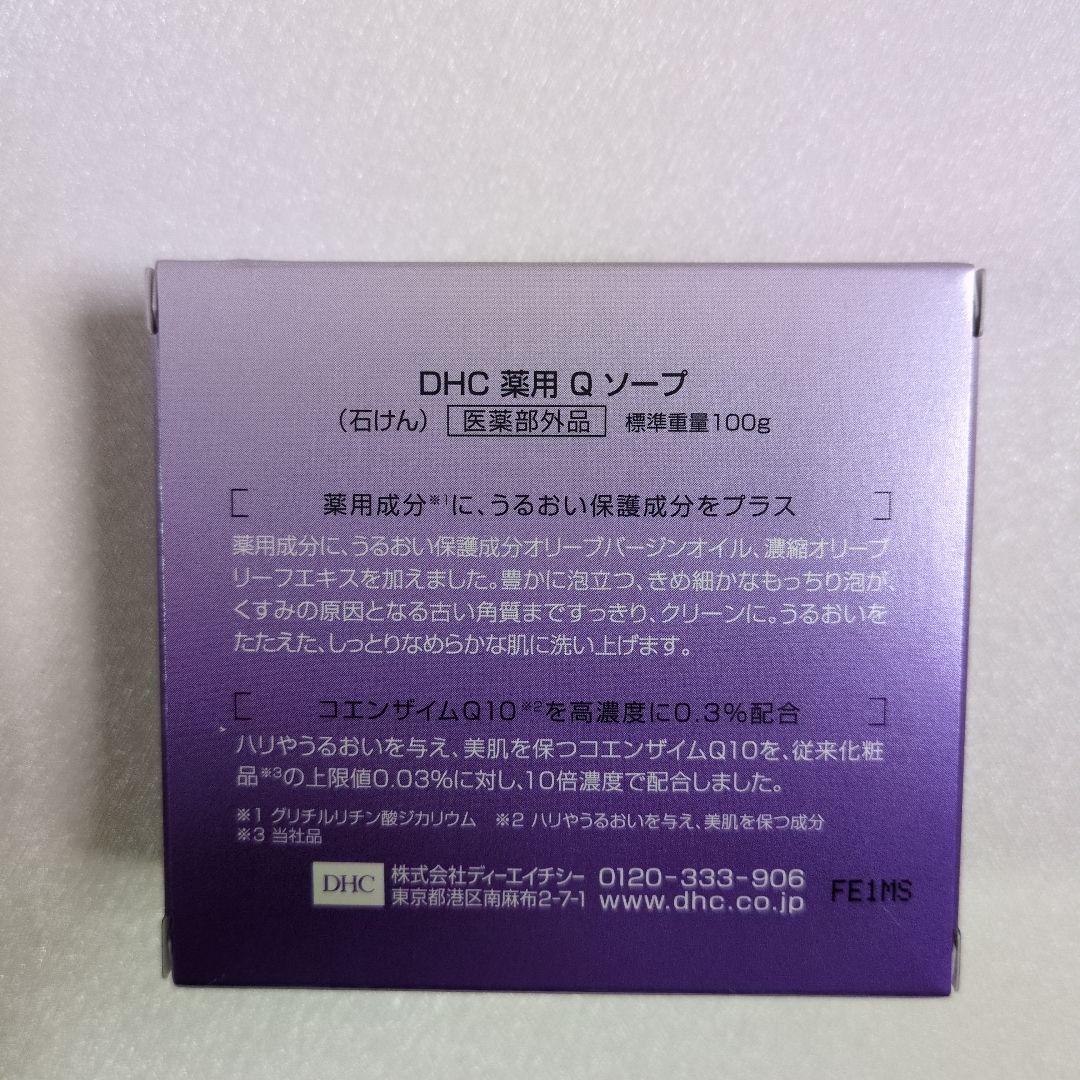 DHC 薬用 Q ソープ
（石けん） 医薬部外品 標準重量100g
薬用成分※1に、うるおい保護成分をプラス
薬用成分に、うるおい保護成分オリーブバージンオイル、濃縮オリーブ
リーフエキスを加えました。豊かに泡立つ、きめ細かなもっちり泡が、
くすみの原因となる古い角質まですっきり、クリーンに。うるおいを
たたえた、しっとりなめらかな肌に洗い上げます。
コエンザイムQ10※2を高濃度に0.3%配合
ハリやうるおいを与え、美肌を保つコエンザイムQ10を、従来化粧
品※3の上限値0.03%に対し、10倍濃度で配合しました。
※1 グリチルリチン酸ジカリウム ※2 ハリやうるおいを与え、美肌を保つ成分
※3 当社品
DHC 株式会社ディーエイチシー 0120-333-906
東京都港区南麻布2-7-1 www.dhc.co.jp
FE1MS